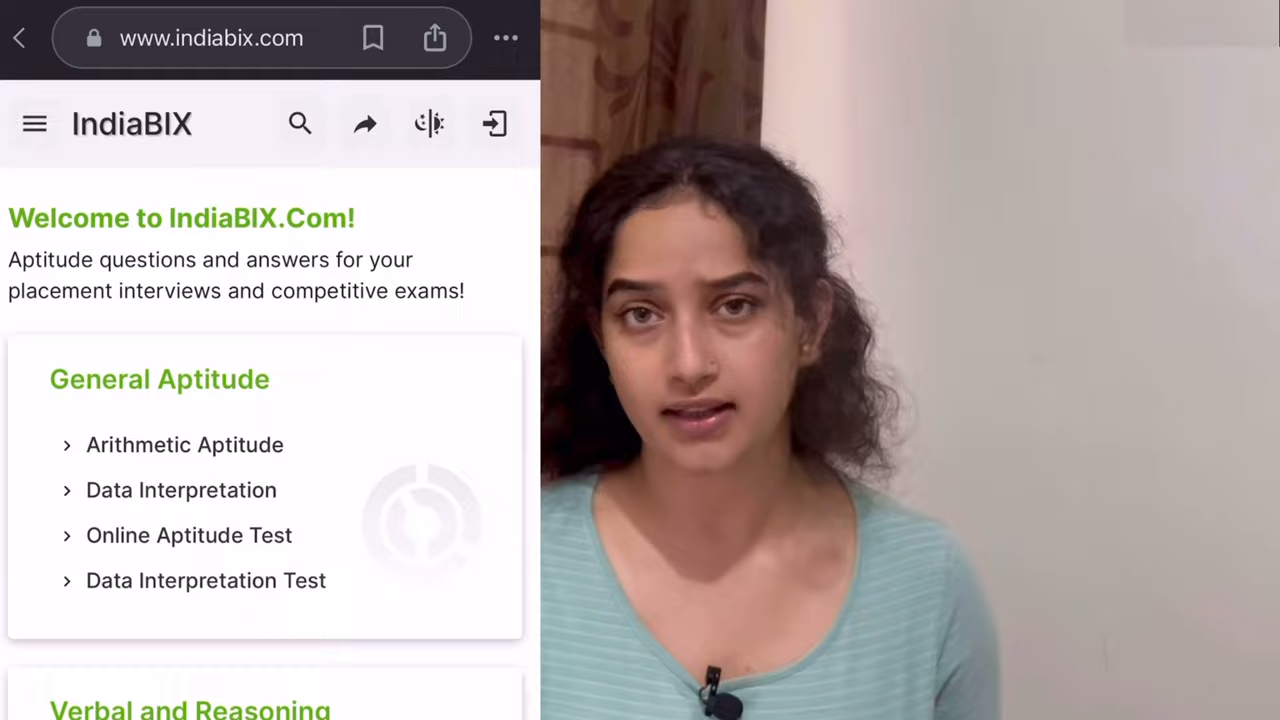 www.indiabix.com
IndiaBIX
Welcome to IndiaBIX.Com!
Aptitude questions and answers for your
placement interviews and competitive exams!
General Aptitude
Arithmetic Aptitude
Data Interpretation
Online Aptitude Test
Data Interpretation Test
Verbal and Reasoning